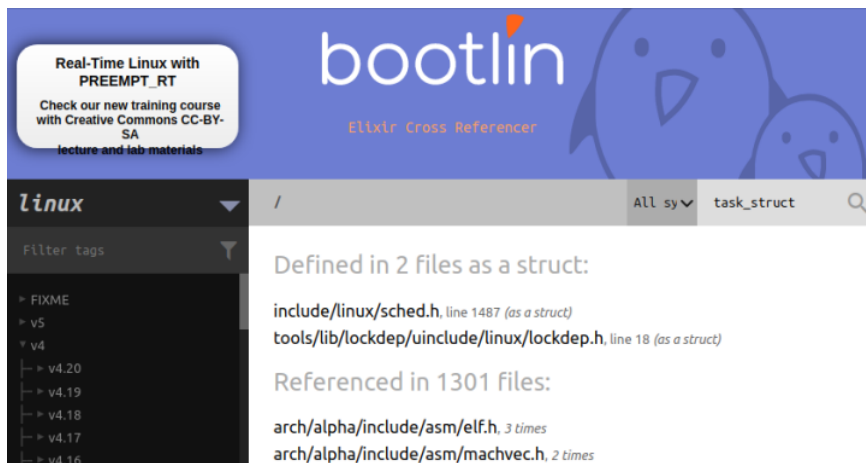 Real-Time Linux with
PREEMPT_RT
Check our new training course
with Creative Commons CC-BY-
SA
lecture and lab materials
bootlin
Elixir Cross Referencer
linux
/
All sy
task_struct
Filter tags
FIXME
v5
v4
v4.20
v4.19
v4.18
v4.17
v4.16
Defined in 2 files as a struct:
include/linux/sched.h, line 1487 (as a struct)
tools/lib/lockdep/uinclude/linux/lockdep.h, line 18 (as a struct)
Referenced in 1301 files:
arch/alpha/include/asm/elf.h, 3 times
arch/alpha/include/asm/machvec.h, 2 times